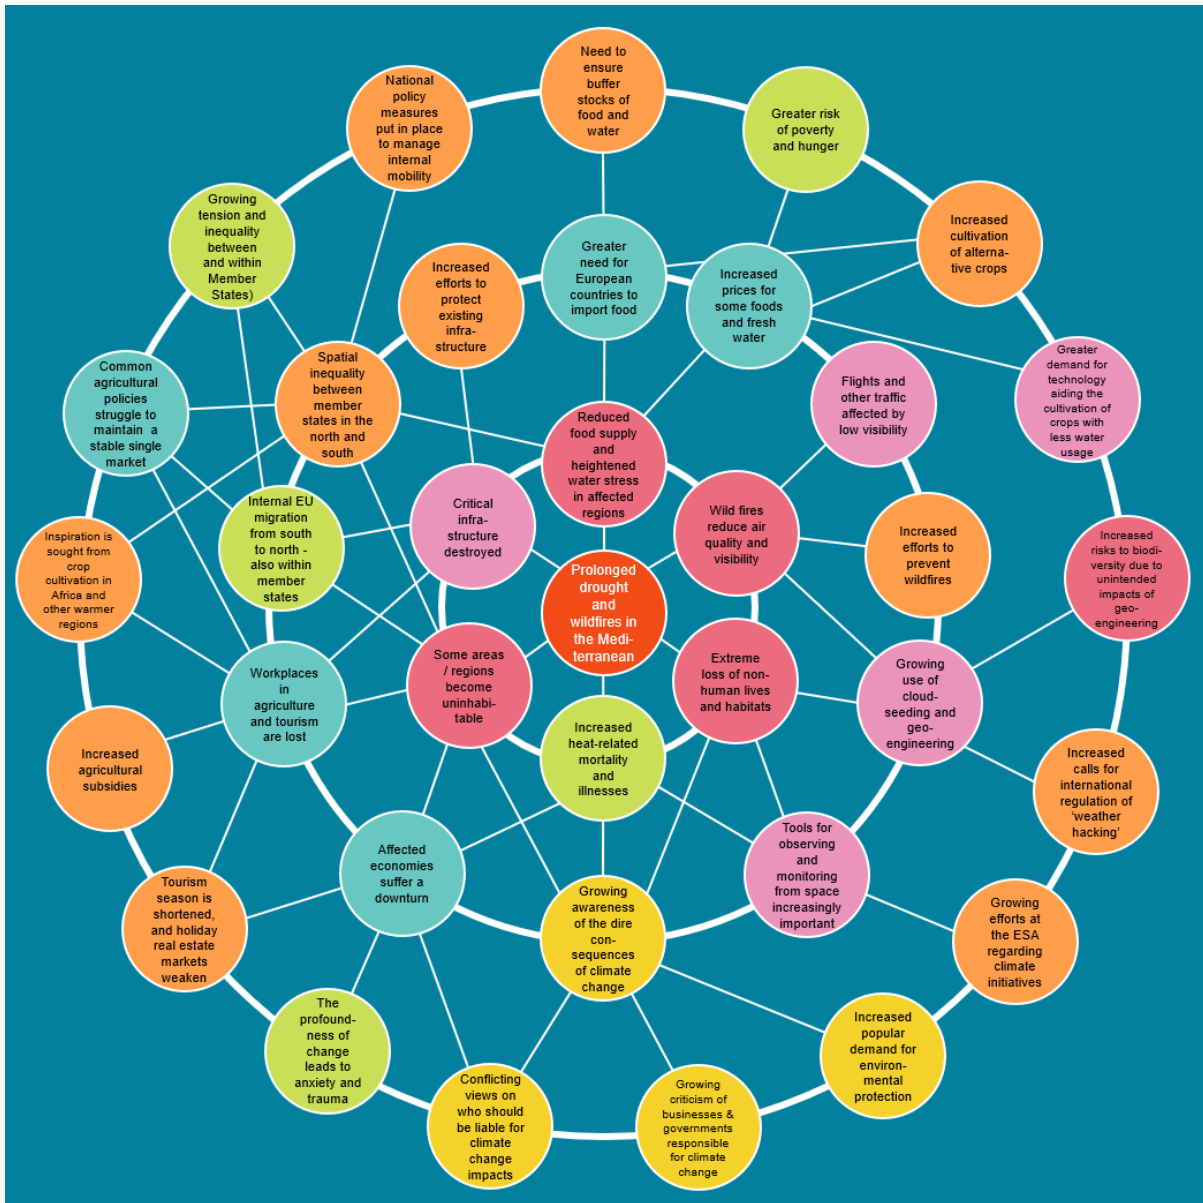 Need to
ensure
buffer
stocks of
food and
water
National
policy
measures
put in place
to manage
internal
mobility
Greater risk
of poverty
and hunger
Growing
tension and
inequality
between
and within
Member
States)
Increased
cultivation
of alterna-
tive crops
Increased
efforts to
protect
existing
infra-
structure
Greater
need for
European
countries to
import food
Increased
prices for
some foods
and fresh
water
Common
agricultural
policies
struggle to
maintain a
stable single
market
Spatial
inequality
between
member
states in the
north and
south
Flights and
other traffic
affected by
low visibility
Greater
demand for
technology
aiding the
cultivation of
crops with
less water
usage
Reduced
food supply
and
heightened
water stress
in affected
regions
Critical
infra-
structure
destroyed
Wild fires
reduce air
quality and
visibility
Internal EU
migration
from south
to north -
also within
member
states
Increased
efforts to
prevent
wildfires
Inspiration is
sought from
crop
cultivation in
Africa and
other warmer
regions
Increased
risks to biodi-
versity due to
unintended
impacts of
geo-
engineering
Prolonged
drought
and
wildfires in
the Medi-
terranean
Some areas
/ regions
become
uninhabi-
table
Extreme
loss of non-
human lives
and habitats
Workplaces
in
agriculture
and tourism
are lost
Growing
use of
cloud-
seeding and
geo-
engineering
Increased
heat-related
mortality
and
illnesses
Increased
agricultural
subsidies
Increased
calls for
international
regulation of
‘weather
hacking’
Affected
economies
suffer a
downturn
Tools for
observing
and
monitoring
from space
increasingly
important
Tourism
season is
shortened,
and holiday
real estate
markets
weaken
Growing
awareness
of the dire
con-
sequences
of climate
change
Growing
efforts at
the ESA
regarding
climate
initiatives
The
profound-
ness of
change
leads to
anxiety and
trauma
Increased
popular
demand for
environ-
mental
protection
Conflicting
views on
who should
be liable for
climate
change
impacts
Growing
criticism of
businesses &
governments
responsible
for climate
change